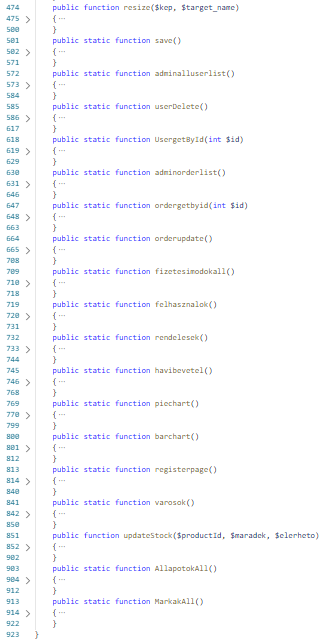 474 public function resize($kep, $target_name)
475 > {···
500 }
501 public static function save()
502 > {···
571 }
572 public static function adminalluserlist()
573 > {···
584 }
585 public static function userDelete()
586 > {···
617 }
618 public static function UsergetById(int $id)
619 > {···
629 }
630 public static function adminorderlist()
631 > {···
646 }
647 public static function ordergetbyid(int $id)
648 > {···
663 }
664 public static function orderupdate()
665 > {···
708 }
709 public static function fizetesimodokall()
710 > {···
718 }
719 public static function felhasznalok()
720 > {···
731 }
732 public static function rendelesek()
733 > {···
744 }
745 public static function havibevetel()
746 > {···
768 }
769 public static function piechart()
770 > {···
799 }
800 public static function barchart()
801 > {···
812 }
813 public static function registerpage()
814 > {···
840 }
841 public static function varosok()
842 > {···
850 }
851 public static function updateStock($productId, $maradek, $elerheto)
852 > {···
902 }
903 public static function AllapotokAll()
904 > {···
912 }
913 public static function MarkakAll()
914 > {···
922 }
923 }